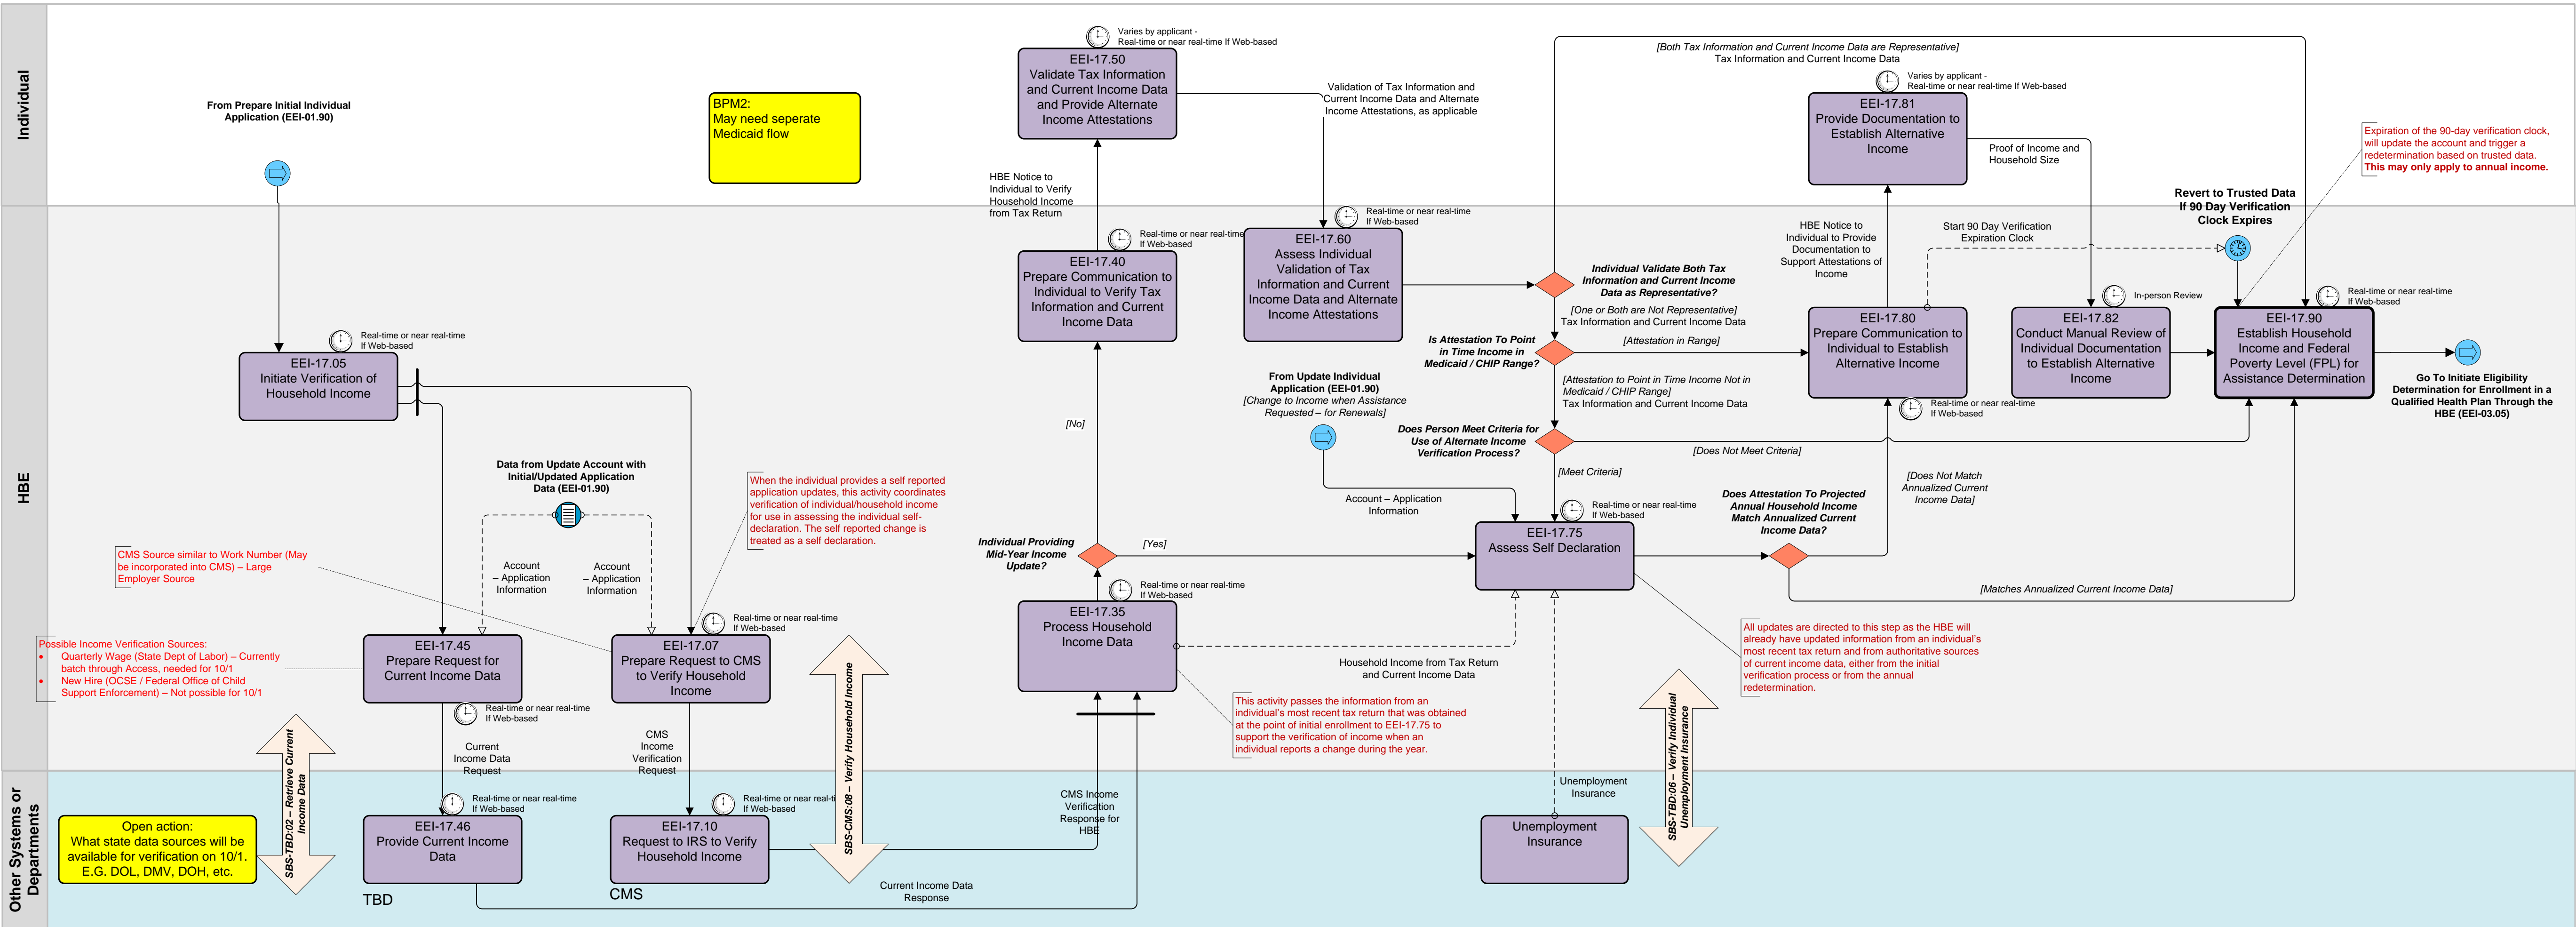 Individual
HBE
Other Systems or
Departments
From Prepare Initial Individual
Application (EEI-01.90)
BPM2:
May need seperate
Medicaid flow
Varies by applicant -
Real-time or near real-time If Web-based
EEI-17.50
Validate Tax Information
and Current Income Data
and Provide Alternate
Income Attestations
Validation of Tax Information and
Current Income Data and Alternate
Income Attestations, as applicable
HBE Notice to
Individual to Verify
Household Income
from Tax Return
[Both Tax Information and Current Income Data are Representative]
Tax Information and Current Income Data
Varies by applicant -
Real-time or near real-time If Web-based
EEI-17.81
Provide Documentation to
Establish Alternative
Income
Proof of Income and
Household Size
Expiration of the 90-day verification clock,
will update the account and trigger a
redetermination based on trusted data.
This may only apply to annual income.
Revert to Trusted Data
If 90 Day Verification
Clock Expires
Real-time or near real-time
If Web-based
EEI-17.05
Initiate Verification of
Household Income
Data from Update Account with
Initial/Updated Application
Data (EEI-01.90)
Account
– Application
Information
Account
– Application
Information
When the individual provides a self reported
application updates, this activity coordinates
verification of individual/household income
for use in assessing the individual self-
declaration. The self reported change is
treated as a self declaration.
CMS Source similar to Work Number (May
be incorporated into CMS) – Large
Employer Source
Possible Income Verification Sources:
• Quarterly Wage (State Dept of Labor) – Currently
batch through Access, needed for 10/1
• New Hire (OCSE / Federal Office of Child
Support Enforcement) – Not possible for 10/1
EEI-17.45
Prepare Request for
Current Income Data
Real-time or near real-time
If Web-based
Real-time or near real-time
If Web-based
EEI-17.07
Prepare Request to CMS
to Verify Household
Income
Current
Income Data
Request
CMS
Income
Verification
Request
SBS-TBD:02 – Retrieve Current
Income Data
SBS-CMS:08 – Verify Household Income
Real-time or near real-time
If Web-based
EEI-17.40
Prepare Communication to
Individual to Verify Tax
Information and Current
Income Data
Real-time or near real-time
If Web-based
EEI-17.60
Assess Individual
Validation of Tax
Information and Current
Income Data and Alternate
Income Attestations
Individual Validate Both Tax
Information and Current Income
Data as Representative?
[One or Both are Not Representative]
Tax Information and Current Income Data
Is Attestation To Point
in Time Income in
Medicaid / CHIP Range?
[Attestation in Range]
[Attestation to Point in Time Income Not in
Medicaid / CHIP Range]
Tax Information and Current Income Data
From Update Individual
Application (EEI-01.90)
[Change to Income when Assistance
Requested – for Renewals]
Does Person Meet Criteria for
Use of Alternate Income
Verification Process?
[Does Not Meet Criteria]
[Meet Criteria]
[No]
Account – Application
Information
Individual Providing
Mid-Year Income
Update?
[Yes]
Real-time or near real-time
If Web-based
EEI-17.35
Process Household
Income Data
Household Income from Tax Return
and Current Income Data
This activity passes the information from an
individual's most recent tax return that was obtained
at the point of initial enrollment to EEI-17.75 to
support the verification of income when an
individual reports a change during the year.
Real-time or near real-time
If Web-based
EEI-17.75
Assess Self Declaration
Does Attestation To Projected
Annual Household Income
Match Annualized Current
Income Data?
[Does Not Match
Annualized Current
Income Data]
[Matches Annualized Current Income Data]
All updates are directed to this step as the HBE will
already have updated information from an individual's
most recent tax return and from authoritative sources
of current income data, either from the initial
verification process or from the annual
redetermination.
HBE Notice to
Individual to Provide
Documentation to
Support Attestations of
Income
Start 90 Day Verification
Expiration Clock
EEI-17.80
Prepare Communication to
Individual to Establish
Alternative Income
Real-time or near real-time
If Web-based
In-person Review
EEI-17.82
Conduct Manual Review of
Individual Documentation
to Establish Alternative
Income
Real-time or near real-time
If Web-based
EEI-17.90
Establish Household
Income and Federal
Poverty Level (FPL) for
Assistance Determination
Go To Initiate Eligibility
Determination for Enrollment in a
Qualified Health Plan Through the
HBE (EEI-03.05)
Open action:
What state data sources will be
available for verification on 10/1.
E.G. DOL, DMV, DOH, etc.
Real-time or near real-time
If Web-based
EEI-17.46
Provide Current Income
Data
TBD
Real-time or near real-ti
If Web-based
EEI-17.10
Request to IRS to Verify
Household Income
CMS
Current Income Data
Response
CMS Income
Verification
Response for
HBE
Unemployment
Insurance
Unemployment
Insurance
SBS-TBD:06 – Verify Individual
Unemployment Insurance